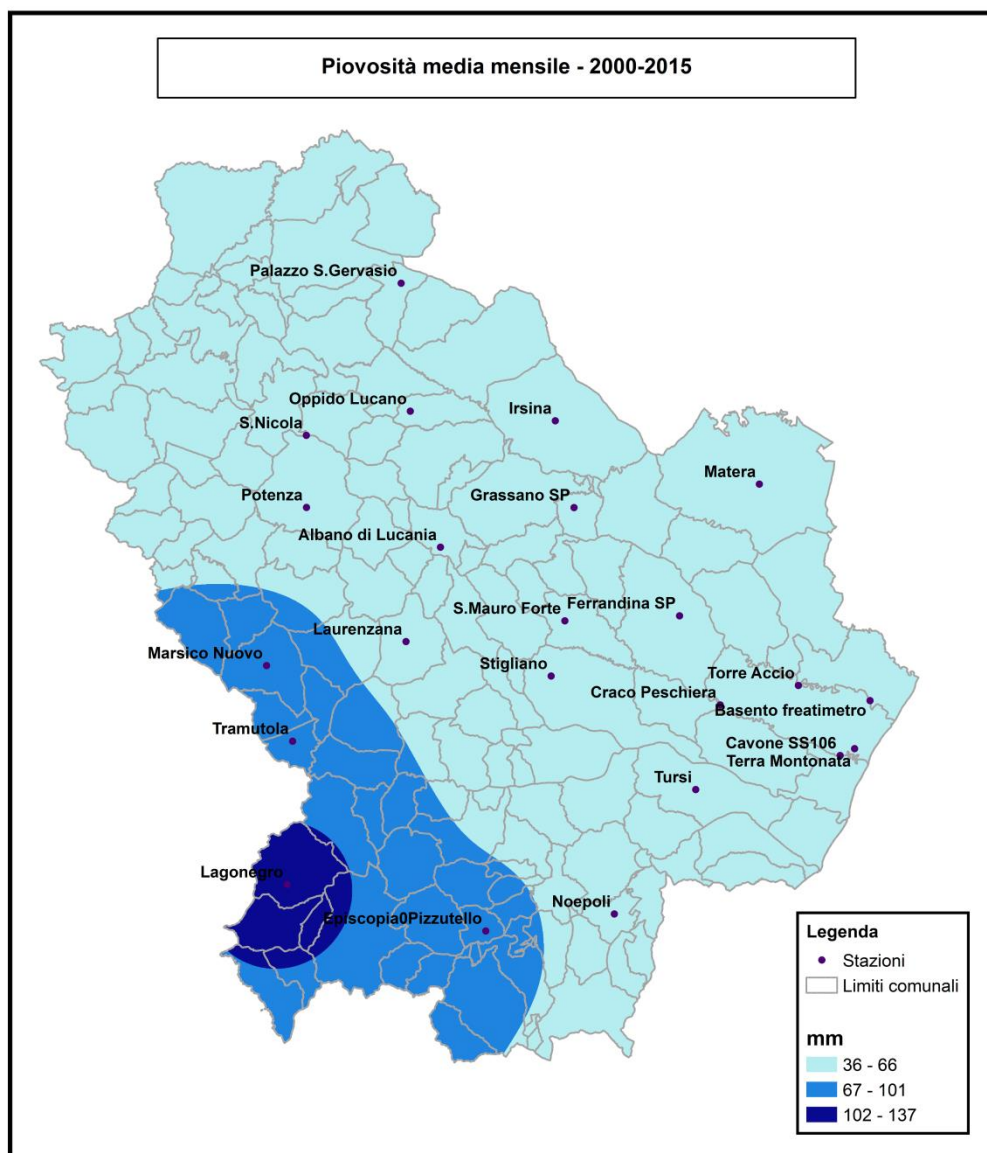 Piovosità media mensile - 2000-2015
Palazzo S.Gervasio
Oppido Lucano
Irsina
S.Nicola
Matera
Potenza
Grassano SP
Albano di Lucania
S.Mauro Forte
Ferrandina SP
Laurenzana
Marsico Nuovo
Stigliano
Torre Accio
Craco Peschiera
Basento freatimetro
Tramutola
Cavone SS106
Terra Montonata
Tursi
Lagonegro
Noepoli
Episcopia0Pizzutello
Legenda
Stazioni
Limiti comunali
mm
36 - 66
67 - 101
102 - 137